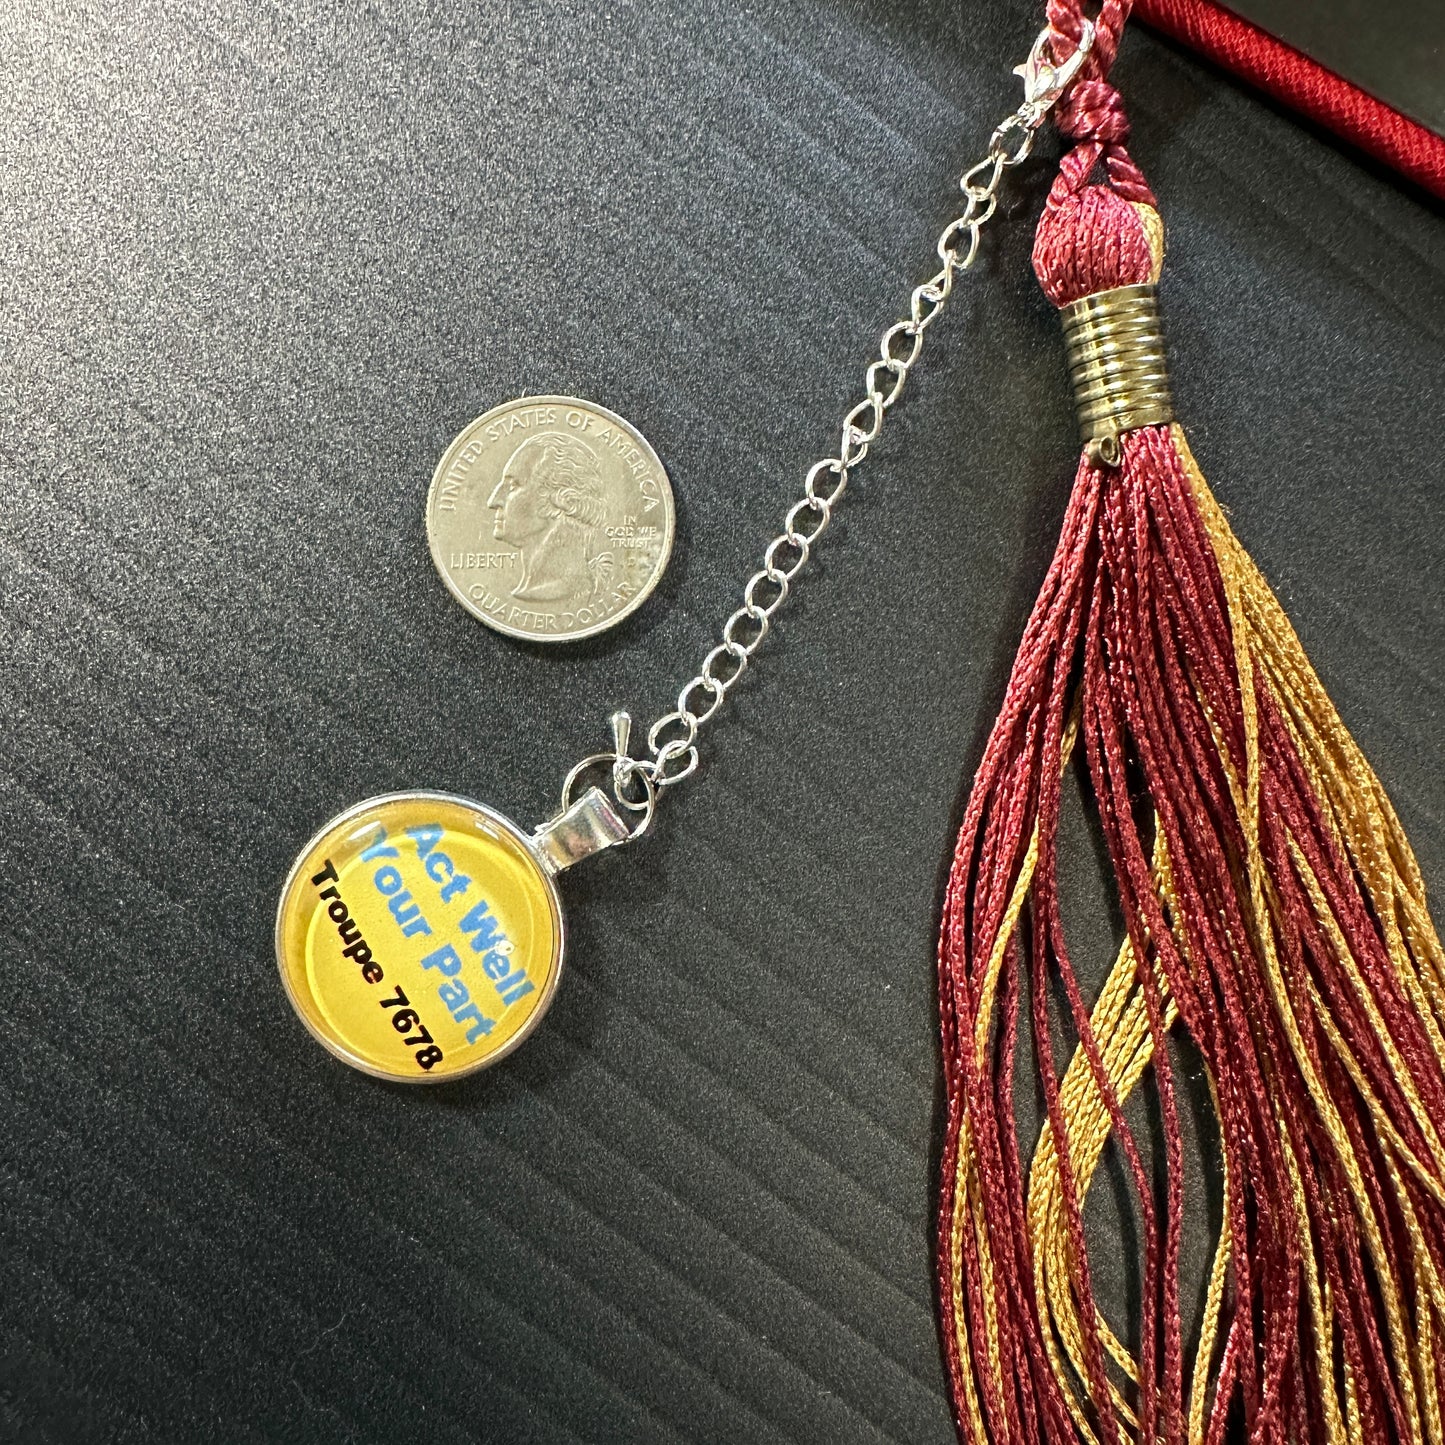 UNITED STATES OF AMERICA
LIBERTY
IN
GOD WE
TRUST
D
QUARTER DOLLAR
Act Well
Your Part
Troupe 7678